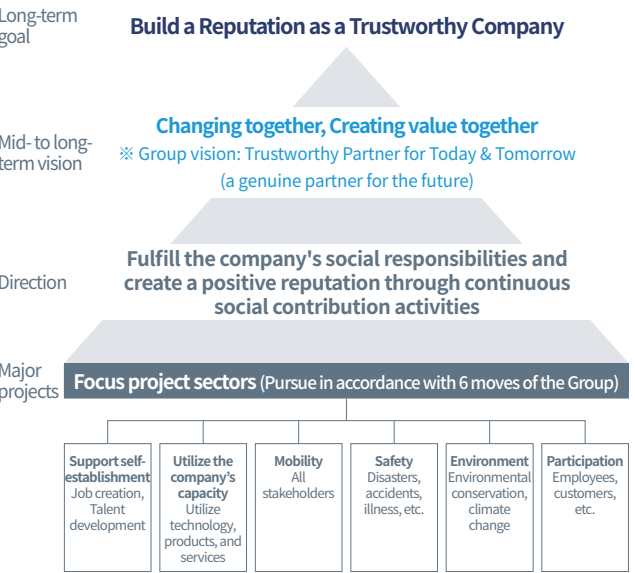 Long-term
goal
Build a Reputation as a Trustworthy Company
Mid- to long-
term vision
Changing together, Creating value together
※ Group vision: Trustworthy Partner for Today & Tomorrow
(a genuine partner for the future)
Direction
Fulfill the company's social responsibilities and
create a positive reputation through continuous
social contribution activities
Major
projects
Focus project sectors (Pursue in accordance with 6 moves of the Group)
Support self-
establishment
Job creation,
Talent
development
Utilize the
company's
capacity
Utilize
technology,
products, and
services
Mobility
All
stakeholders
Safety
Disasters,
accidents,
illness, etc.
Environment
Environmental
conservation,
climate
change
Participation
Employees,
customers,
etc.